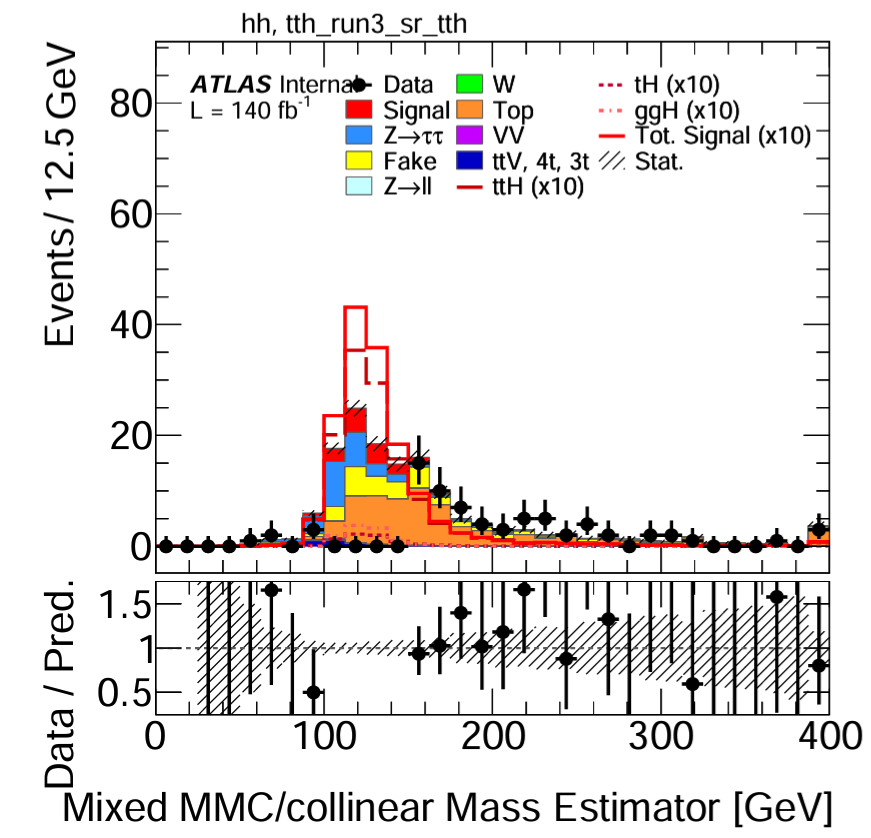 hh, tth_run3_sr_tth
ATLAS Internal
L = 140 fb⁻¹
Data
Signal
Z→ττ
Fake
Z→ll
W
Top
VV
ttV, 4t, 3t
ttH (x10)
tH (x10)
ggH (x10)
Tot. Signal (x10)
Stat.
Events / 12.5 GeV
80
60
40
20
0
Data / Pred.
1.5
1
0.5
0 100 200 300 400
Mixed MMC/collinear Mass Estimator [GeV]